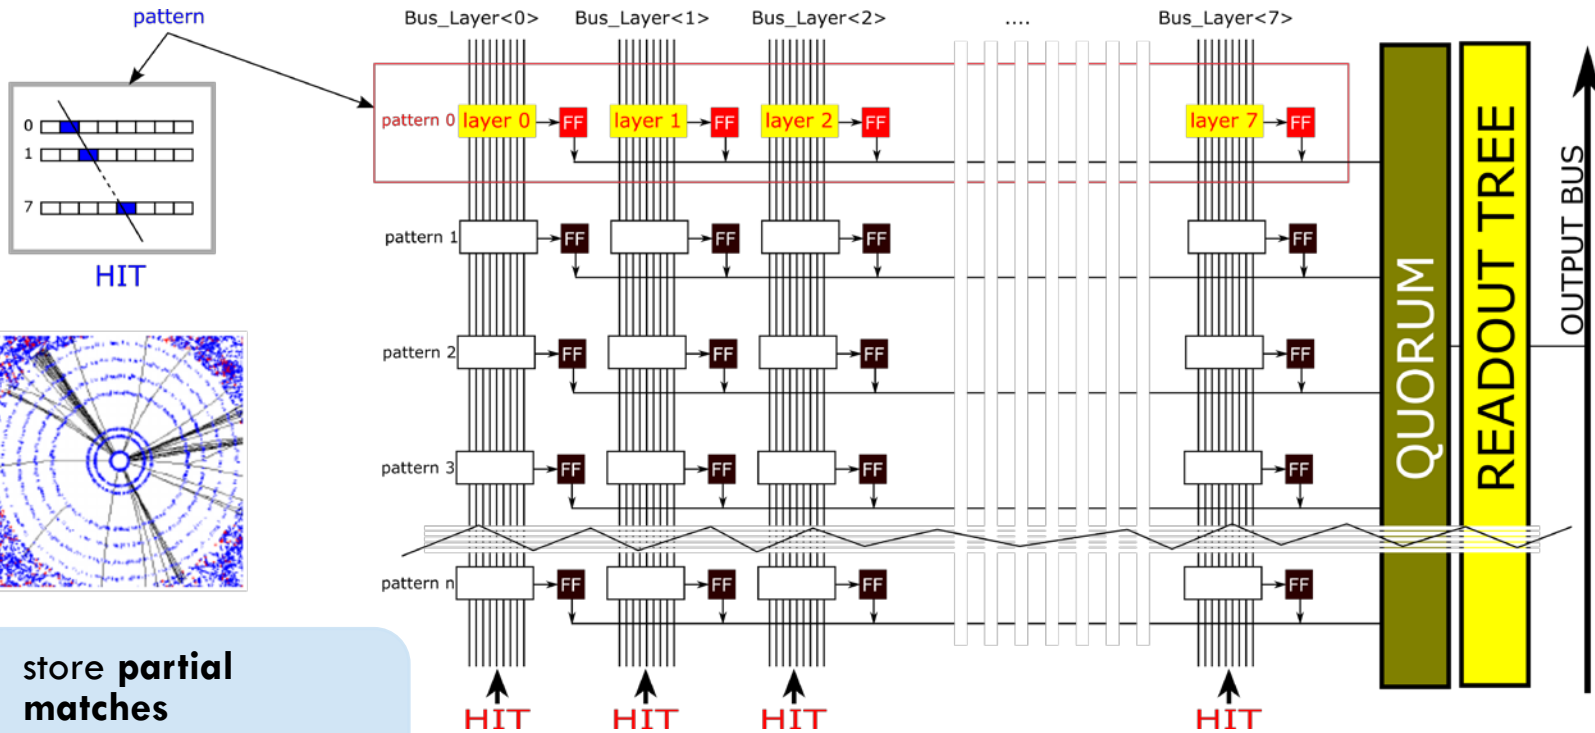 pattern
Bus_Layer<0>
Bus_Layer<1>
Bus_Layer<2>
....
Bus_Layer<7>
0
1
7
HIT
pattern 0
layer 0
FF
layer 1
FF
layer 2
FF
layer 7
FF
pattern 1
FF
FF
FF
FF
pattern 2
FF
FF
FF
FF
pattern 3
FF
FF
FF
FF
pattern n
FF
FF
FF
FF
HIT
HIT
HIT
HIT
QUORUM
READOUT TREE
OUTPUT BUS
store partial
matches